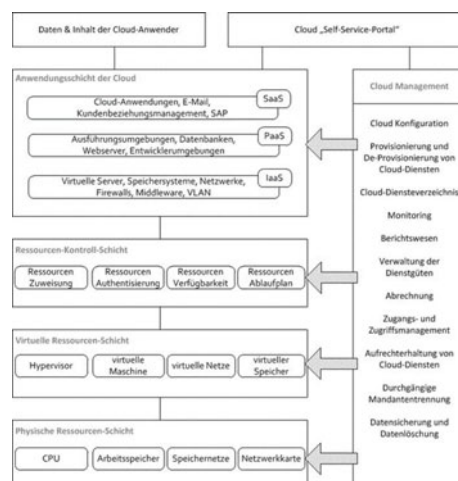 Daten & Inhalt der Cloud-Anwender
Cloud „Self-Service-Portal“
Anwendungsschicht der Cloud
SaaS
Cloud-Anwendungen, E-Mail,
Kundenbeziehungsmanagement, SAP
PaaS
Ausführungsumgebungen, Datenbanken,
Webserver, Entwicklerumgebungen
IaaS
Virtuelle Server, Speichersysteme, Netzwerke,
Firewalls, Middleware, VLAN
Ressourcen-Kontroll-Schicht
Ressourcen
Zuweisung
Ressourcen
Authentisierung
Ressourcen
Verfügbarkeit
Ressourcen
Ablaufplan
Virtuelle Ressourcen-Schicht
Hypervisor
virtuelle
Maschine
virtuelle Netze
virtueller
Speicher
Physische Ressourcen-Schicht
CPU
Arbeitsspeicher
Speichernetze
Netzwerkkarte
Cloud Management
Cloud Konfiguration
Provisionierung und
De-Provisionierung von
Cloud-Diensten
Cloud-Diensteverzeichnis
Monitoring
Berichtswesen
Verwaltung der
Dienstgüten
Abrechnung
Zugangs- und
Zugriffsmanagement
Aufrechterhaltung von
Cloud-Diensten
Durchgängige
Mandantentrennung
Datensicherung und
Datenlöschung